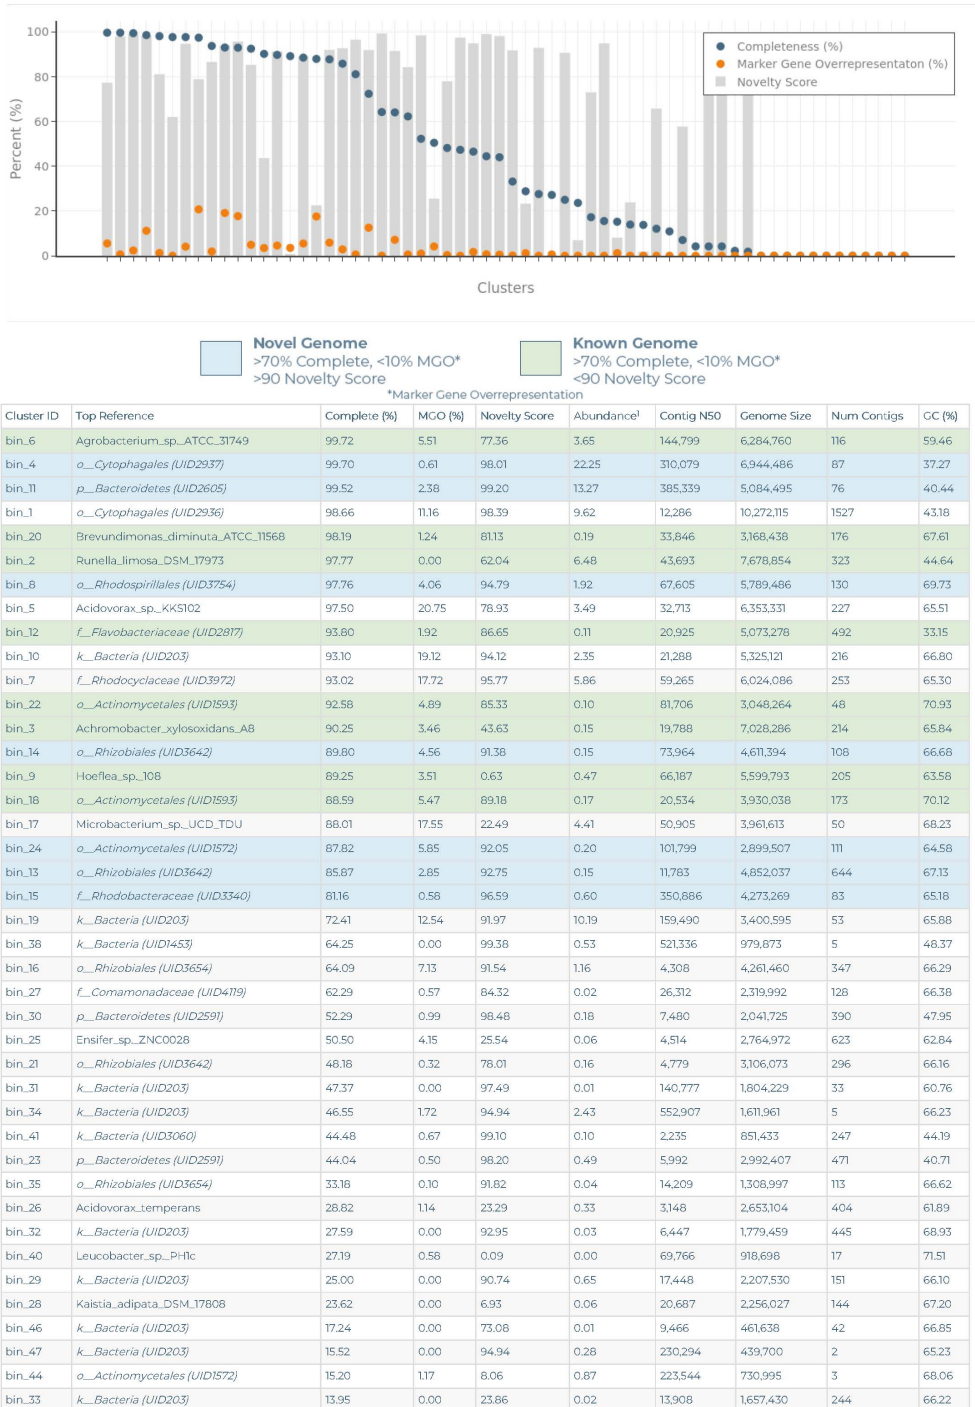 100
80
60
40
20
0
Percent (%)
Completeness (%)
Marker Gene Overrepresentaton (%)
Novelty Score
Clusters
Novel Genome
>70% Complete, <10% MGO*
>90 Novelty Score
Known Genome
>70% Complete, <10% MGO*
<90 Novelty Score
*Marker Gene Overrepresentation
Cluster ID Top Reference Complete (%) MGO (%) Novelty Score Abundance¹ Contig N50 Genome Size Num Contigs GC (%)
bin_6 Agrobacterium_sp._ATCC_31749 99.72 5.51 77.36 3.65 144,799 6,284,760 116 59.46
bin_4 o__Cytophagales (UID2937) 99.70 0.61 98.01 22.25 310,079 6,944,486 87 37.27
bin_11 p__Bacteroidetes (UID2605) 99.52 2.38 99.20 13.27 385,339 5,084,495 76 40.44
bin_1 o__Cytophagales (UID2936) 98.66 11.16 98.39 9.62 12,286 10,272,115 1527 43.18
bin_20 Brevundimonas_diminuta_ATCC_11568 98.19 1.24 81.13 0.19 33,846 3,168,438 176 67.61
bin_2 Runella_limosa_DSM_17973 97.77 0.00 62.04 6.48 43,693 7,678,854 323 44.64
bin_8 o__Rhodospirillales (UID3754) 97.76 4.06 94.79 1.92 67,605 5,789,486 130 69.73
bin_5 Acidovorax_sp._KKS102 97.50 20.75 78.93 3.49 32,713 6,353,331 227 65.51
bin_12 f__Flavobacteriaceae (UID2817) 93.80 1.92 86.65 0.11 20,925 5,073,278 492 33.15
bin_10 k__Bacteria (UID203) 93.10 19.12 94.12 2.35 21,288 5,325,121 216 66.80
bin_7 f__Rhodocyclaceae (UID3972) 93.02 17.72 95.77 5.86 59,265 6,024,086 253 65.30
bin_22 o__Actinomycetales (UID1593) 92.58 4.89 85.33 0.10 81,706 3,048,264 48 70.93
bin_3 Achromobacter_xylosoxidans_A8 90.25 3.46 43.63 0.15 19,788 7,028,286 214 65.84
bin_14 o__Rhizobiales (UID3642) 89.80 4.56 91.38 0.15 73,964 4,611,394 108 66.68
bin_9 Hoeflea_sp._108 89.25 3.51 0.63 0.47 66,187 5,599,793 205 63.58
bin_18 o__Actinomycetales (UID1593) 88.59 5.47 89.18 0.17 20,534 3,930,038 173 70.12
bin_17 Microbacterium_sp._UCD_TDU 88.01 17.55 22.49 4.41 50,905 3,961,613 50 68.23
bin_24 o__Actinomycetales (UID1572) 87.82 5.85 92.05 0.20 101,799 2,899,507 111 64.58
bin_13 o__Rhizobiales (UID3642) 85.87 2.85 92.75 0.15 11,783 4,852,037 644 67.13
bin_15 f__Rhodobacteraceae (UID3340) 81.16 0.58 96.59 0.60 350,886 4,273,269 83 65.18
bin_19 k__Bacteria (UID203) 72.41 12.54 91.97 10.19 159,490 3,400,595 53 65.88
bin_38 k__Bacteria (UID1453) 64.25 0.00 99.38 0.53 521,336 979,873 5 48.37
bin_16 o__Rhizobiales (UID3654) 64.09 7.13 91.54 1.16 4,308 4,261,460 347 66.29
bin_27 f__Comamonadaceae (UID4119) 62.29 0.57 84.32 0.02 26,312 2,319,992 128 66.38
bin_30 p__Bacteroidetes (UID2591) 52.29 0.99 98.48 0.18 7,480 2,041,725 390 47.95
bin_25 Ensifer_sp._ZNC0028 50.50 4.15 25.54 0.06 4,514 2,764,972 623 62.84
bin_21 o__Rhizobiales (UID3642) 48.18 0.32 78.01 0.16 4,779 3,106,073 296 66.16
bin_31 k__Bacteria (UID203) 47.37 0.00 97.49 0.01 140,777 1,804,229 33 60.76
bin_34 k__Bacteria (UID203) 46.55 1.72 94.94 2.43 552,907 1,611,961 5 66.23
bin_41 k__Bacteria (UID3060) 44.48 0.67 99.10 0.10 2,235 851,433 247 44.19
bin_23 p__Bacteroidetes (UID2591) 44.04 0.50 98.20 0.49 5,992 2,992,407 471 40.71
bin_35 o__Rhizobiales (UID3654) 33.18 0.10 91.82 0.04 14,209 1,308,997 113 66.62
bin_26 Acidovorax_temperans 28.82 1.14 23.29 0.33 3,148 2,653,104 404 61.89
bin_32 k__Bacteria (UID203) 27.59 0.00 92.95 0.03 6,447 1,779,459 445 68.93
bin_40 Leucobacter_sp._PH1c 27.19 0.58 0.09 0.00 69,766 918,698 17 71.51
bin_29 k__Bacteria (UID203) 25.00 0.00 90.74 0.65 17,448 2,207,530 151 66.10
bin_28 Kaistia_adipata_DSM_17808 23.62 0.00 6.93 0.06 20,687 2,256,027 144 67.20
bin_46 k__Bacteria (UID203) 17.24 0.00 73.08 0.01 9,466 461,638 42 66.85
bin_47 k__Bacteria (UID203) 15.52 0.00 94.94 0.28 230,294 439,700 2 65.23
bin_44 o__Actinomycetales (UID1572) 15.20 1.17 8.06 0.87 223,544 730,995 3 68.06
bin_33 k__Bacteria (UID203) 13.95 0.00 23.86 0.02 13,908 1,657,430 244 66.22